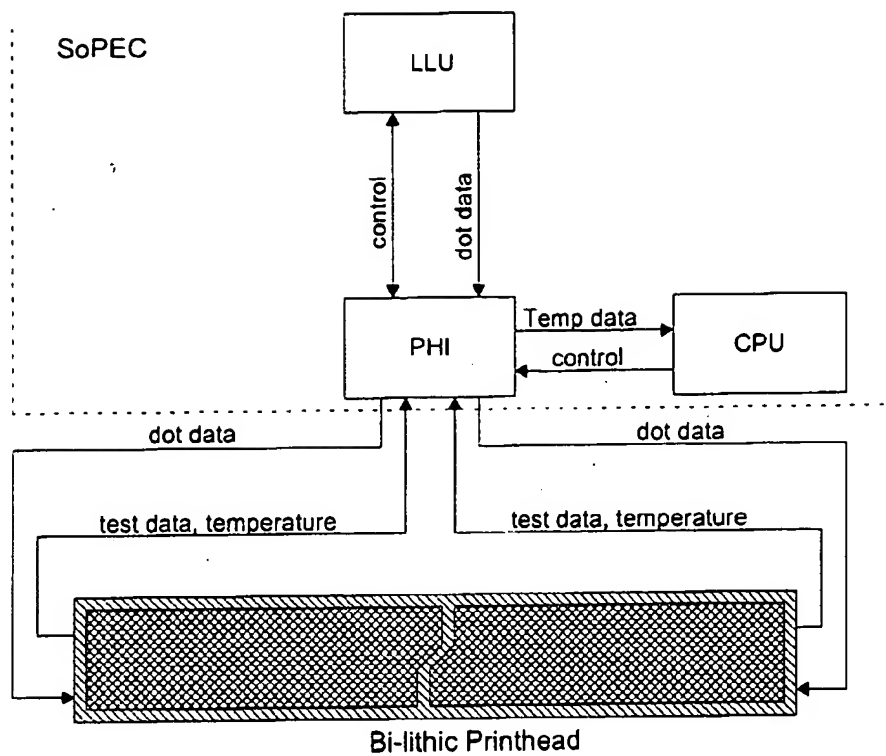 SoPEC
LLU
control
dot data
PHI
Temp data
control
CPU
dot data
dot data
test data, temperature
test data, temperature
Bi-lithic Printhead